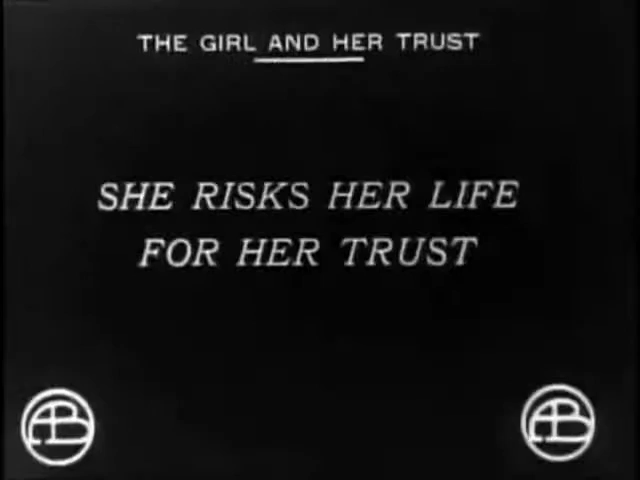 THE GIRL AND HER TRUST
SHE RISKS HER LIFE
FOR HER TRUST
AB
AB